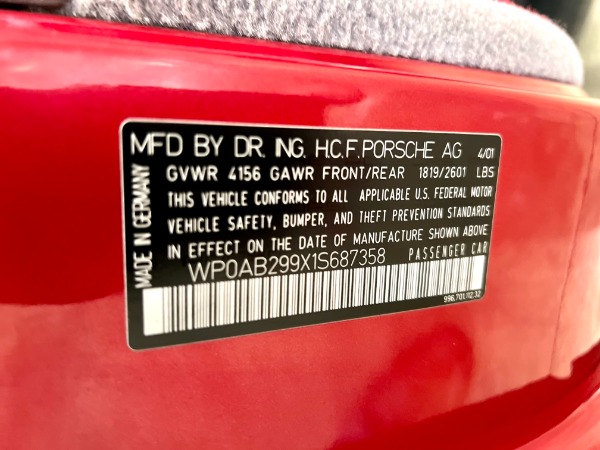 MFD BY DR. ING. H.C.F. PORSCHE AG 4/01
GVWR 4156 GAWR FRONT/REAR 1819/2601 LBS
THIS VEHICLE CONFORMS TO ALL APPLICABLE U.S. FEDERAL MOTOR
VEHICLE SAFETY, BUMPER, AND THEFT PREVENTION STANDARDS
IN EFFECT ON THE DATE OF MANUFACTURE SHOWN ABOVE
WP0AB299X1S687358 PASSENGER CAR
996.701.112.32
MADE IN GERMANY